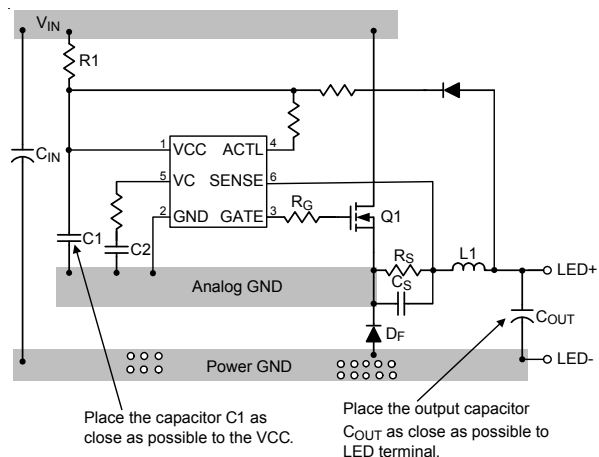 VIN
R1
CIN
1 VCC ACTL 4
5 VC SENSE 6
2 GND GATE 3
RG
Q1
C1
C2
RS
CS
L1
LED+
Analog GND
COUT
DF
Power GND
LED-
Place the capacitor C1 as
close as possible to the VCC.
Place the output capacitor
COUT as close as possible to
LED terminal.